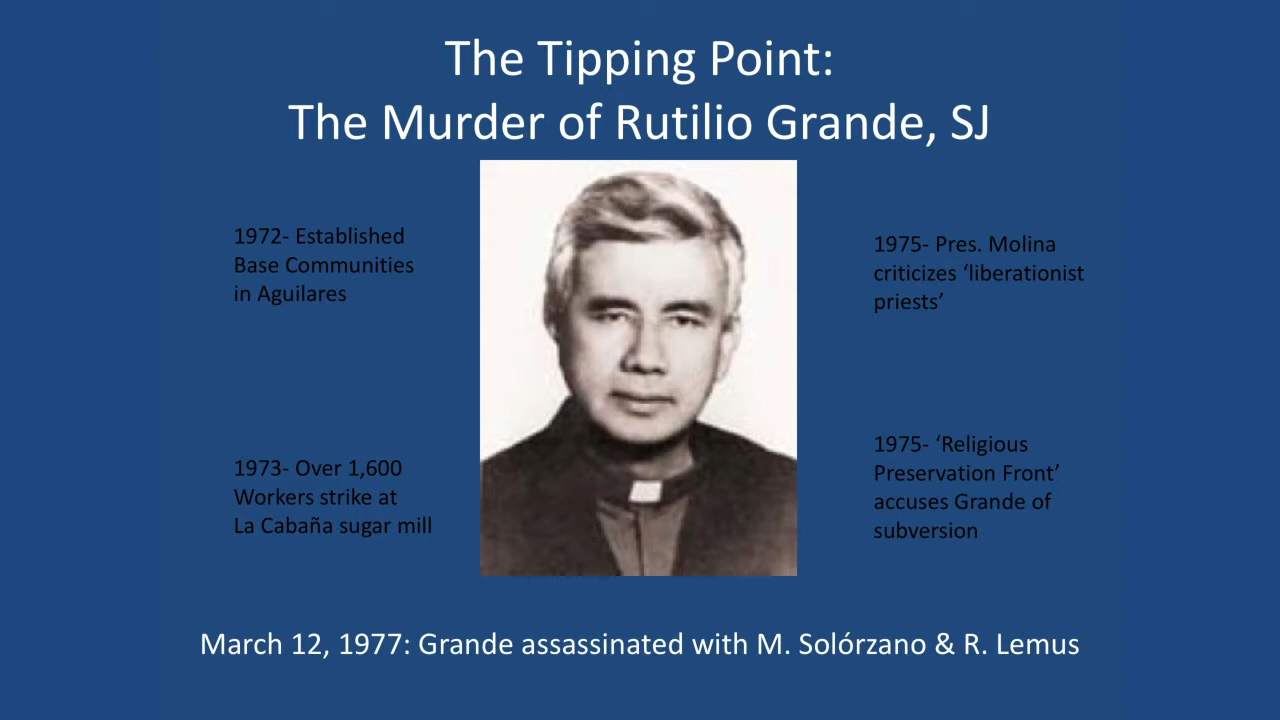 The Tipping Point:
The Murder of Rutilio Grande, SJ
1972- Established
Base Communities
in Aguilares
1973- Over 1,600
Workers strike at
La Cabaña sugar mill
1975- Pres. Molina
criticizes ‘liberationist
priests’
1975- ‘Religious
Preservation Front’
accuses Grande of
subversion
March 12, 1977: Grande assassinated with M. Solórzano & R. Lemus